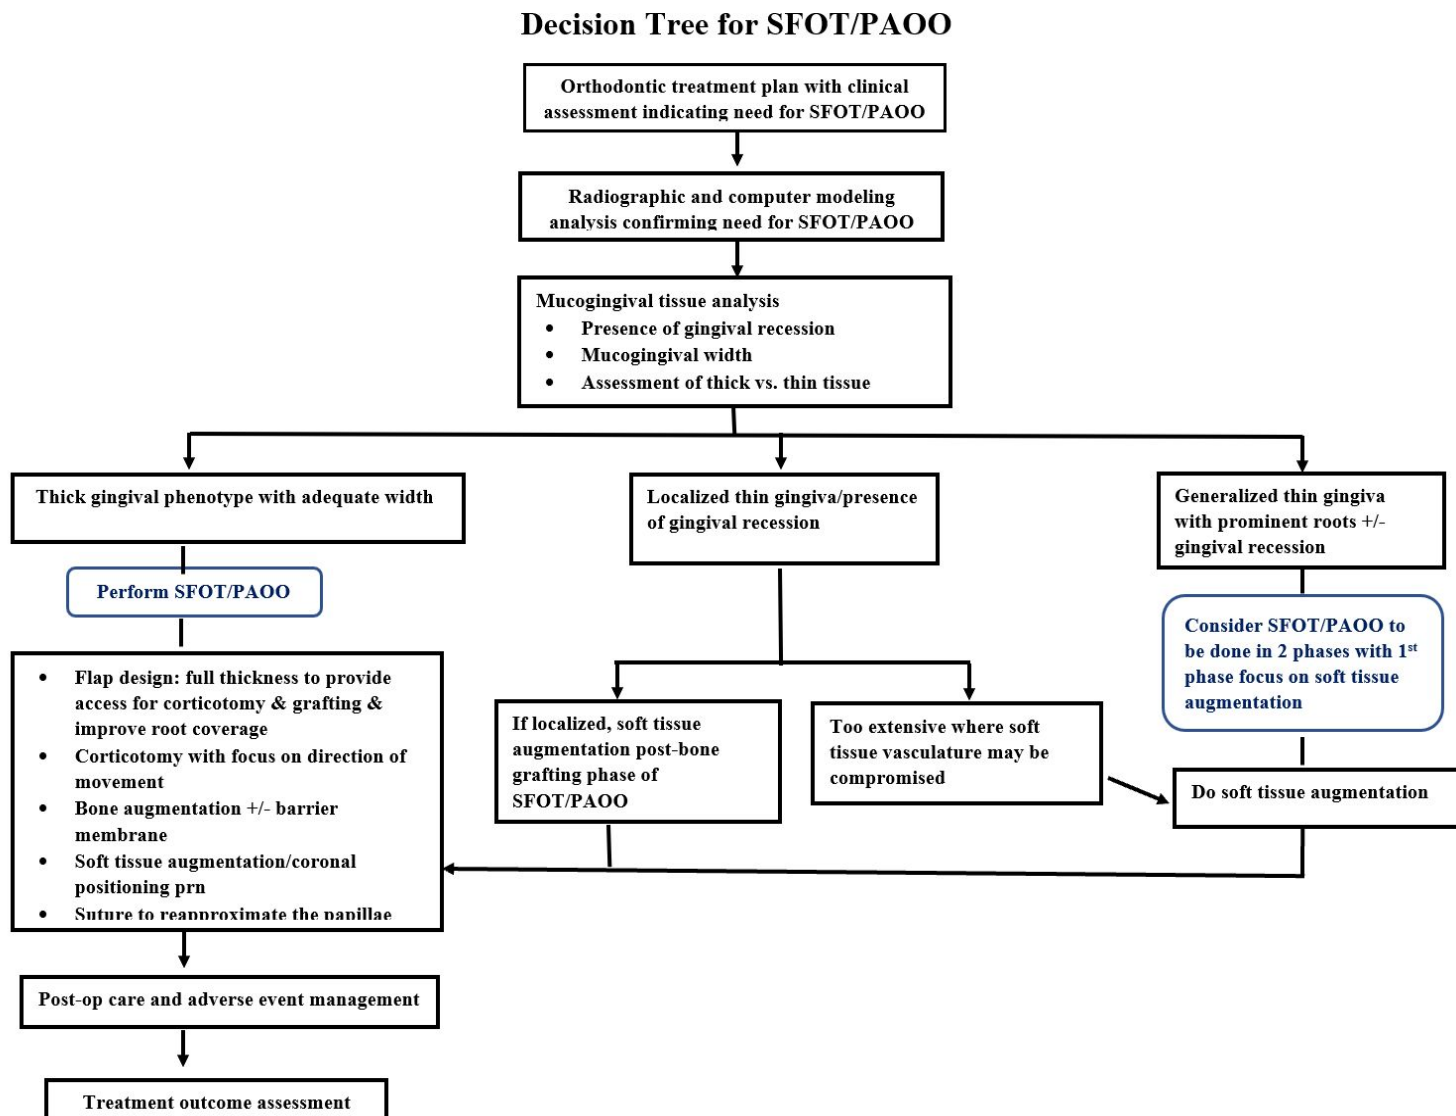 Decision Tree for SFOT/PAOO
Orthodontic treatment plan with clinical
assessment indicating need for SFOT/PAOO
Radiographic and computer modeling
analysis confirming need for SFOT/PAOO
Mucogingival tissue analysis
• Presence of gingival recession
• Mucogingival width
• Assessment of thick vs. thin tissue
Thick gingival phenotype with adequate width
Localized thin gingiva/presence
of gingival recession
Generalized thin gingiva
with prominent roots +/-
gingival recession
Perform SFOT/PAOO
Consider SFOT/PAOO to
be done in 2 phases with 1st
phase focus on soft tissue
augmentation
• Flap design: full thickness to provide
access for corticotomy & grafting &
improve root coverage
• Corticotomy with focus on direction of
movement
• Bone augmentation +/- barrier
membrane
• Soft tissue augmentation/coronal
positioning prn
• Suture to reapproximate the papillae
If localized, soft tissue
augmentation post-bone
grafting phase of
SFOT/PAOO
Too extensive where soft
tissue vasculature may be
compromised
Do soft tissue augmentation
Post-op care and adverse event management
Treatment outcome assessment